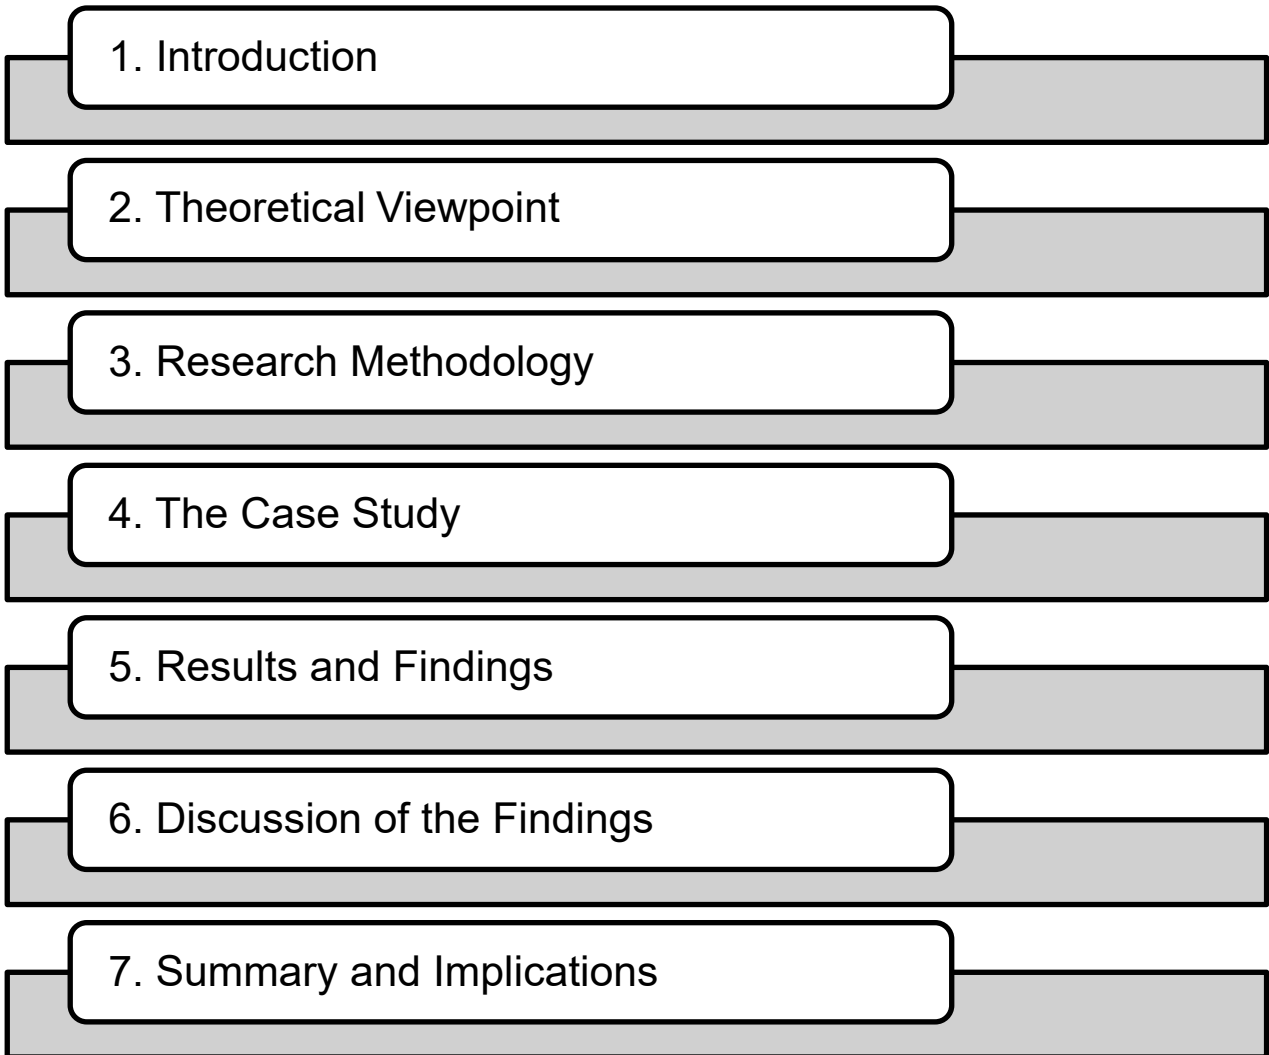 1. Introduction
2. Theoretical Viewpoint
3. Research Methodology
4. The Case Study
5. Results and Findings
6. Discussion of the Findings
7. Summary and Implications